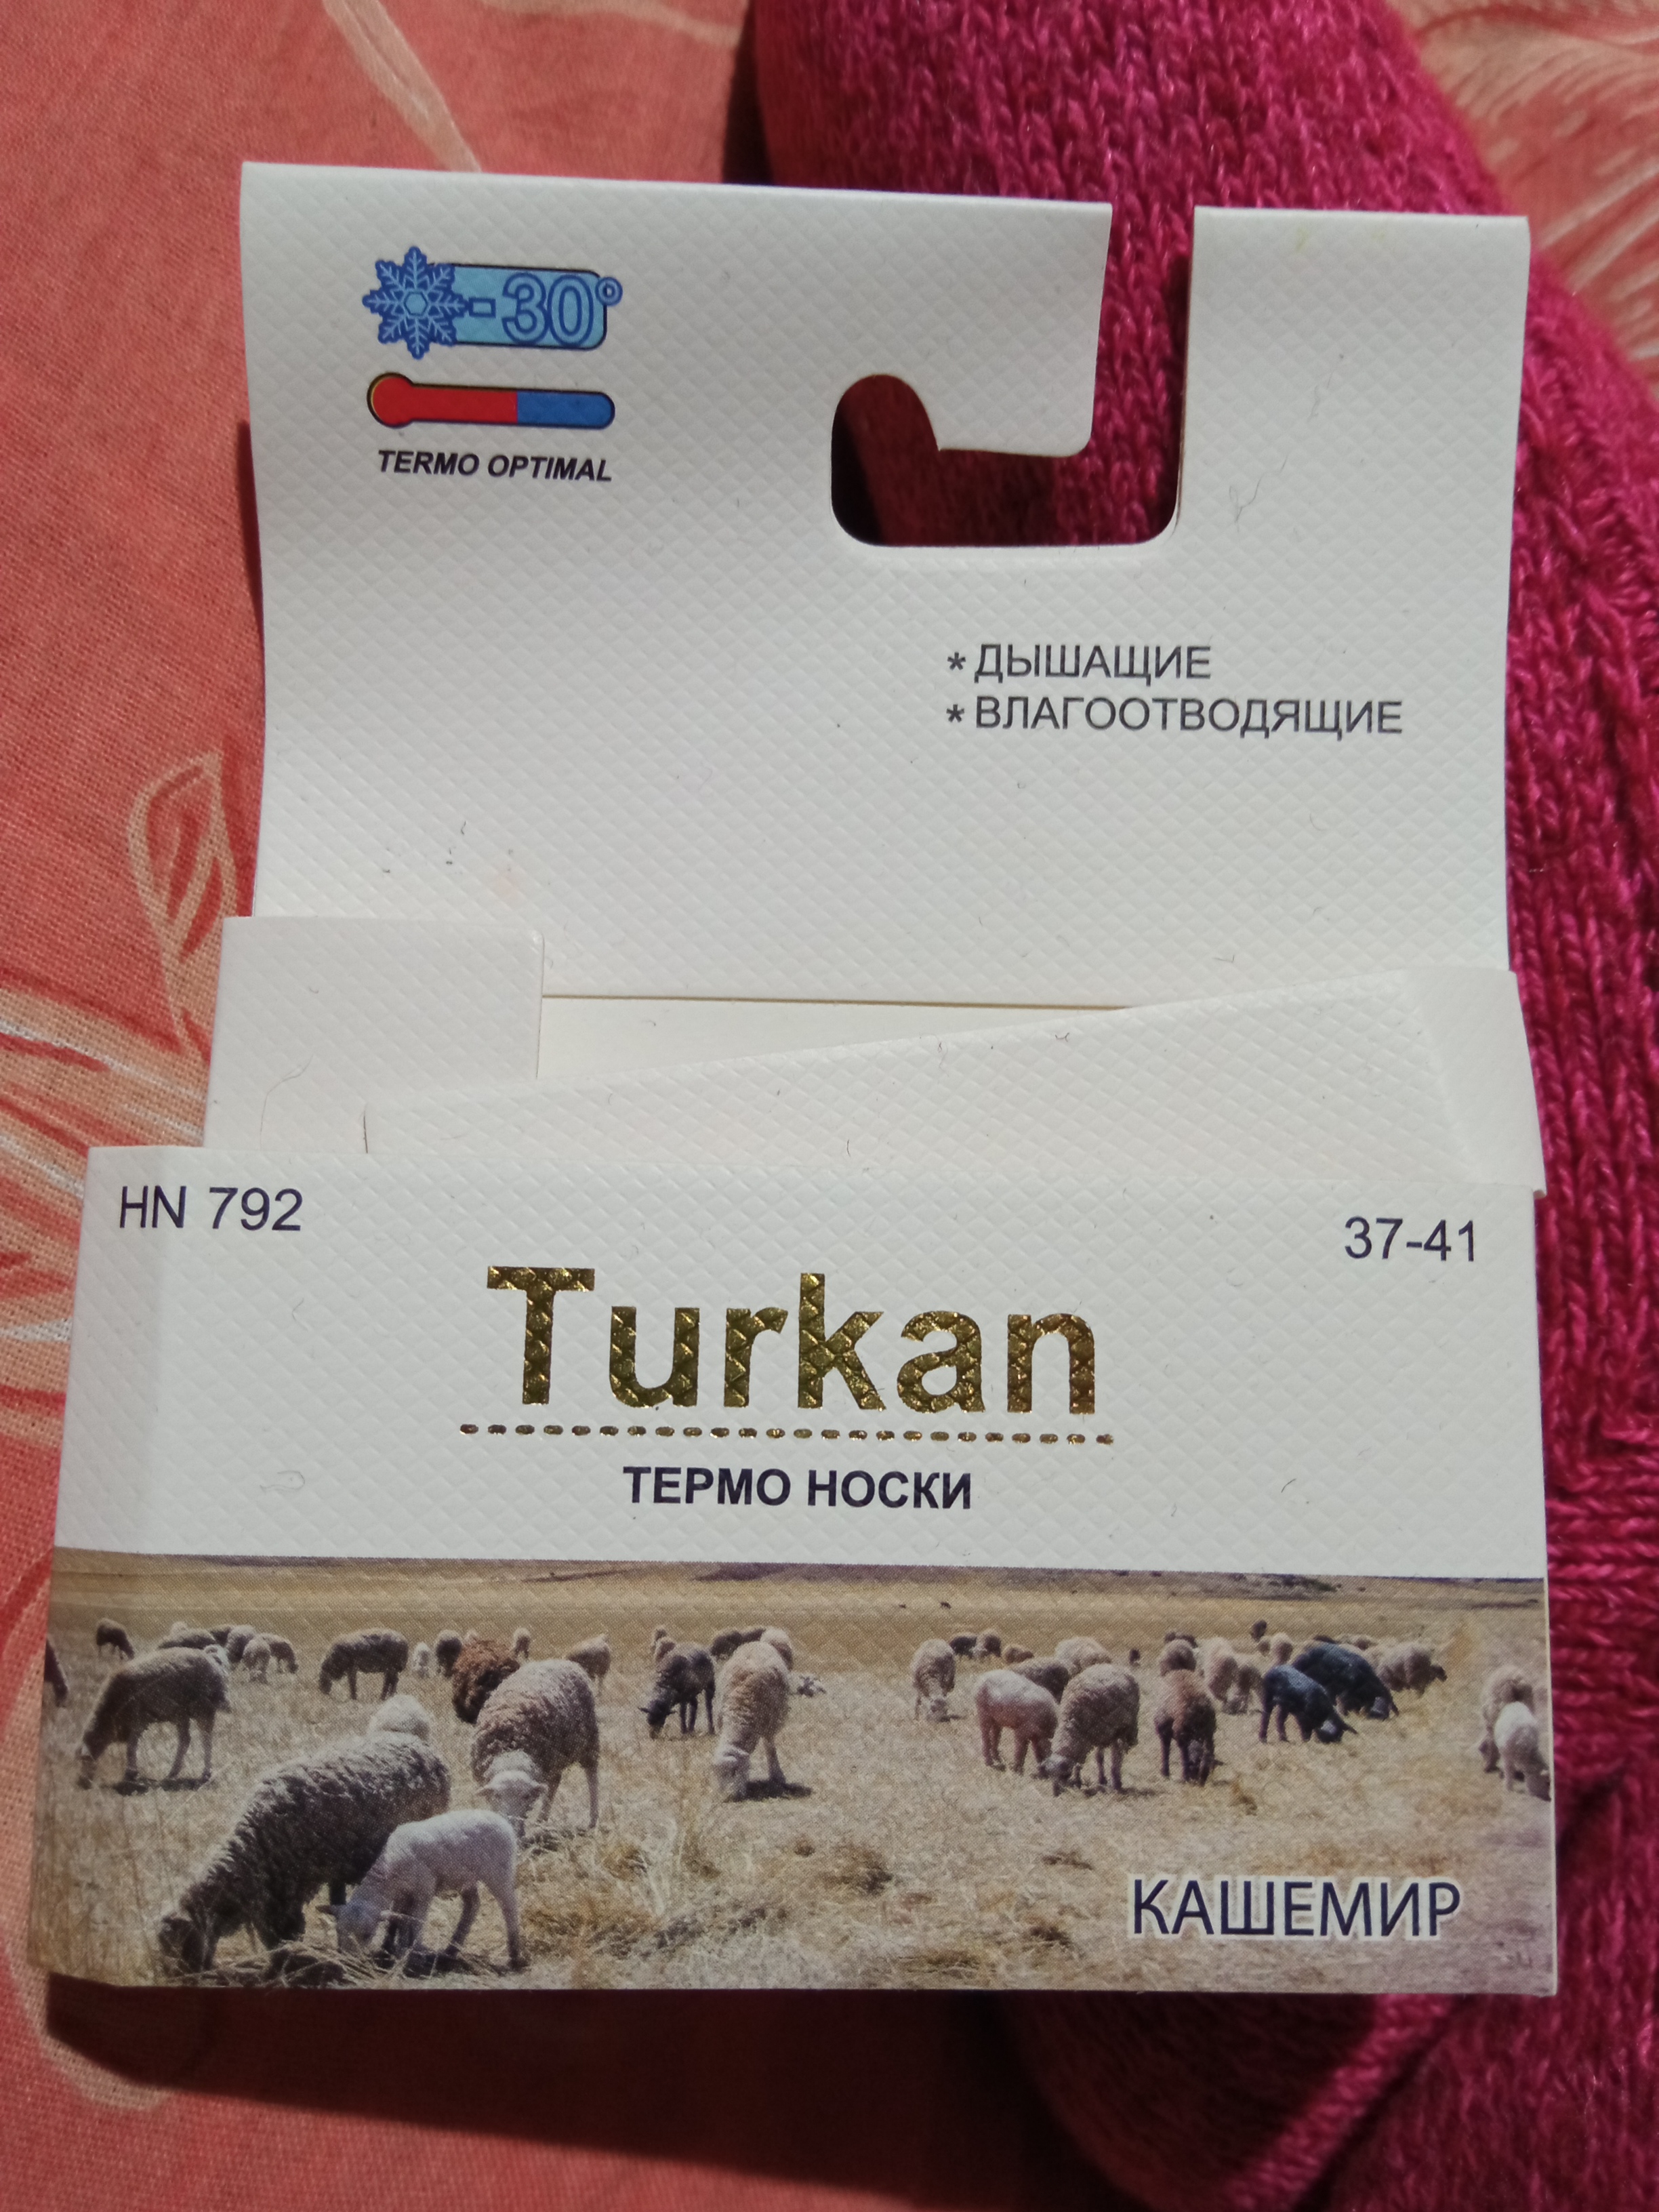 -30°
TERMO OPTIMAL
* ДЫШАЩИЕ
* ВЛАГООТВОДЯЩИЕ
HN 792
37-41
Turkan
ТЕРМО НОСКИ
КАШЕМИР